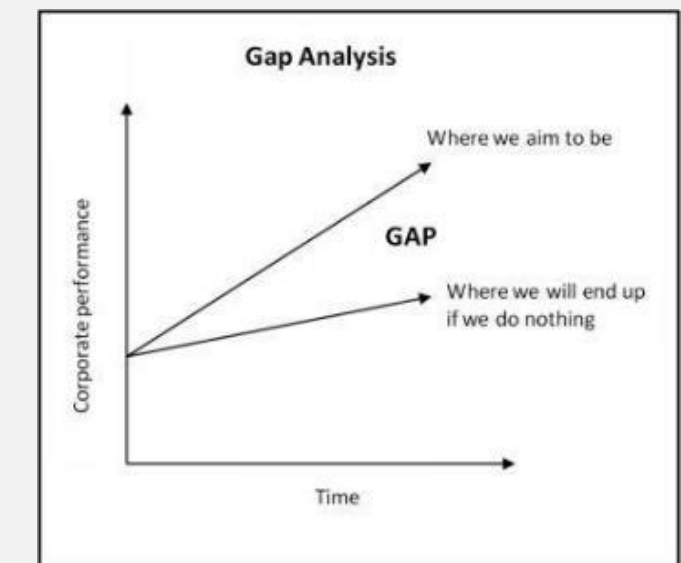 Gap Analysis
Where we aim to be
GAP
Where we will end up
if we do nothing
Corporate performance
Time